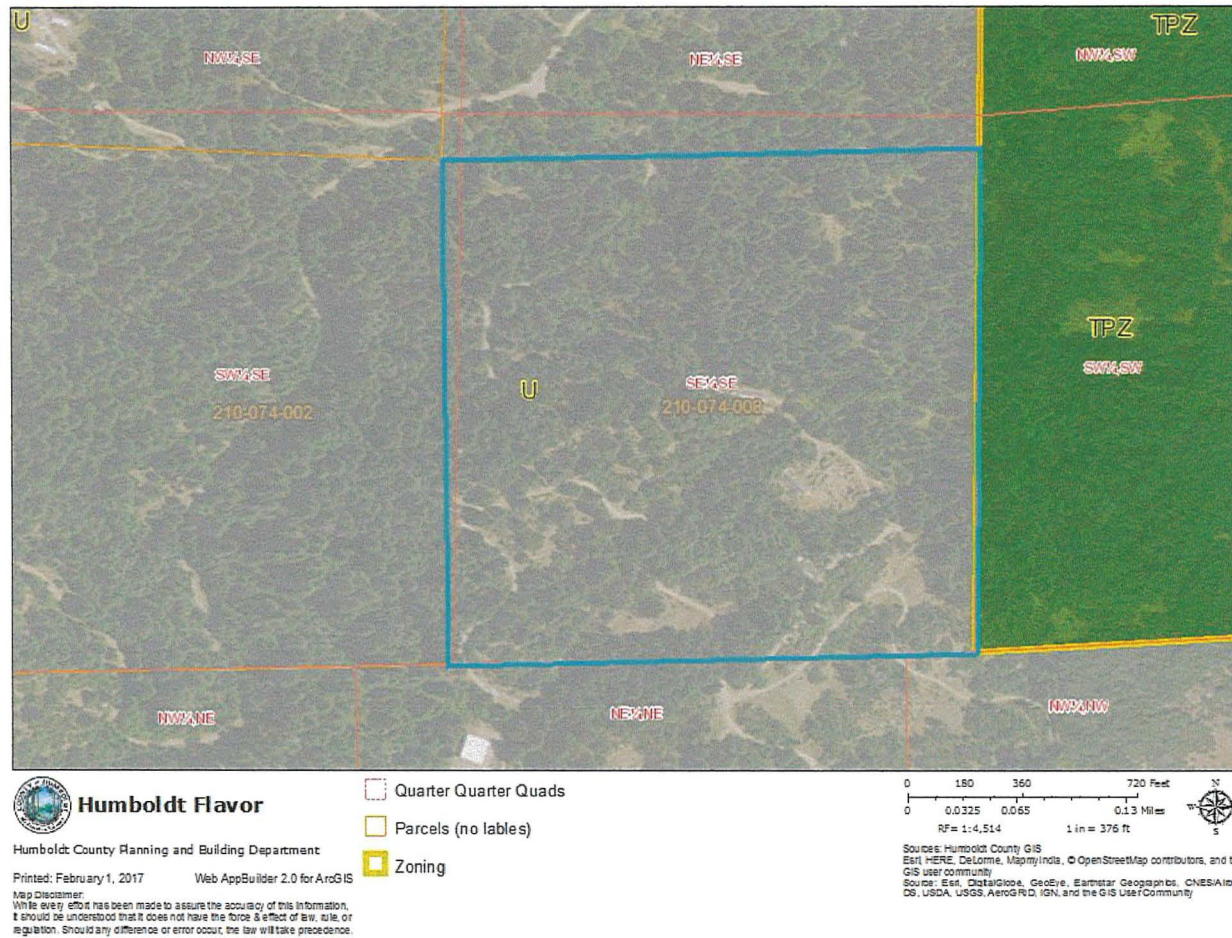 U
TPZ
NW¼SE
NE¼SE
NW¼SW
TPZ
SW¼SW
SW¼SE
210-074-002
U
SE¼SE
210-074-008
NW¼NE
NE¼NE
NW¼NW
Humboldt Flavor
Humboldt County Planning and Building Department
Printed: February 1, 2017 Web AppBuilder 2.0 for ArcGIS
Map Disclaimer:
While every effort has been made to assure the accuracy of this information,
it should be understood that it does not have the force & effect of law, rule, or
regulation. Should any difference or error occur, the law will take precedence.
Quarter Quarter Quads
Parcels (no lables)
Zoning
0 180 360 720 Feet
0 0.0325 0.065 0.13 Miles
RF= 1:4,514 1 in = 376 ft
N
W
S
Sources: Humboldt County GIS
Esri, HERE, DeLorme, MapmyIndia, © OpenStreetMap contributors, and
GIS user community
Source: Esri, DigitalGlobe, GeoEye, Earthstar Geographics,
DS, USDA, USGS, AeroGRID, IGN, and the GIS User Community